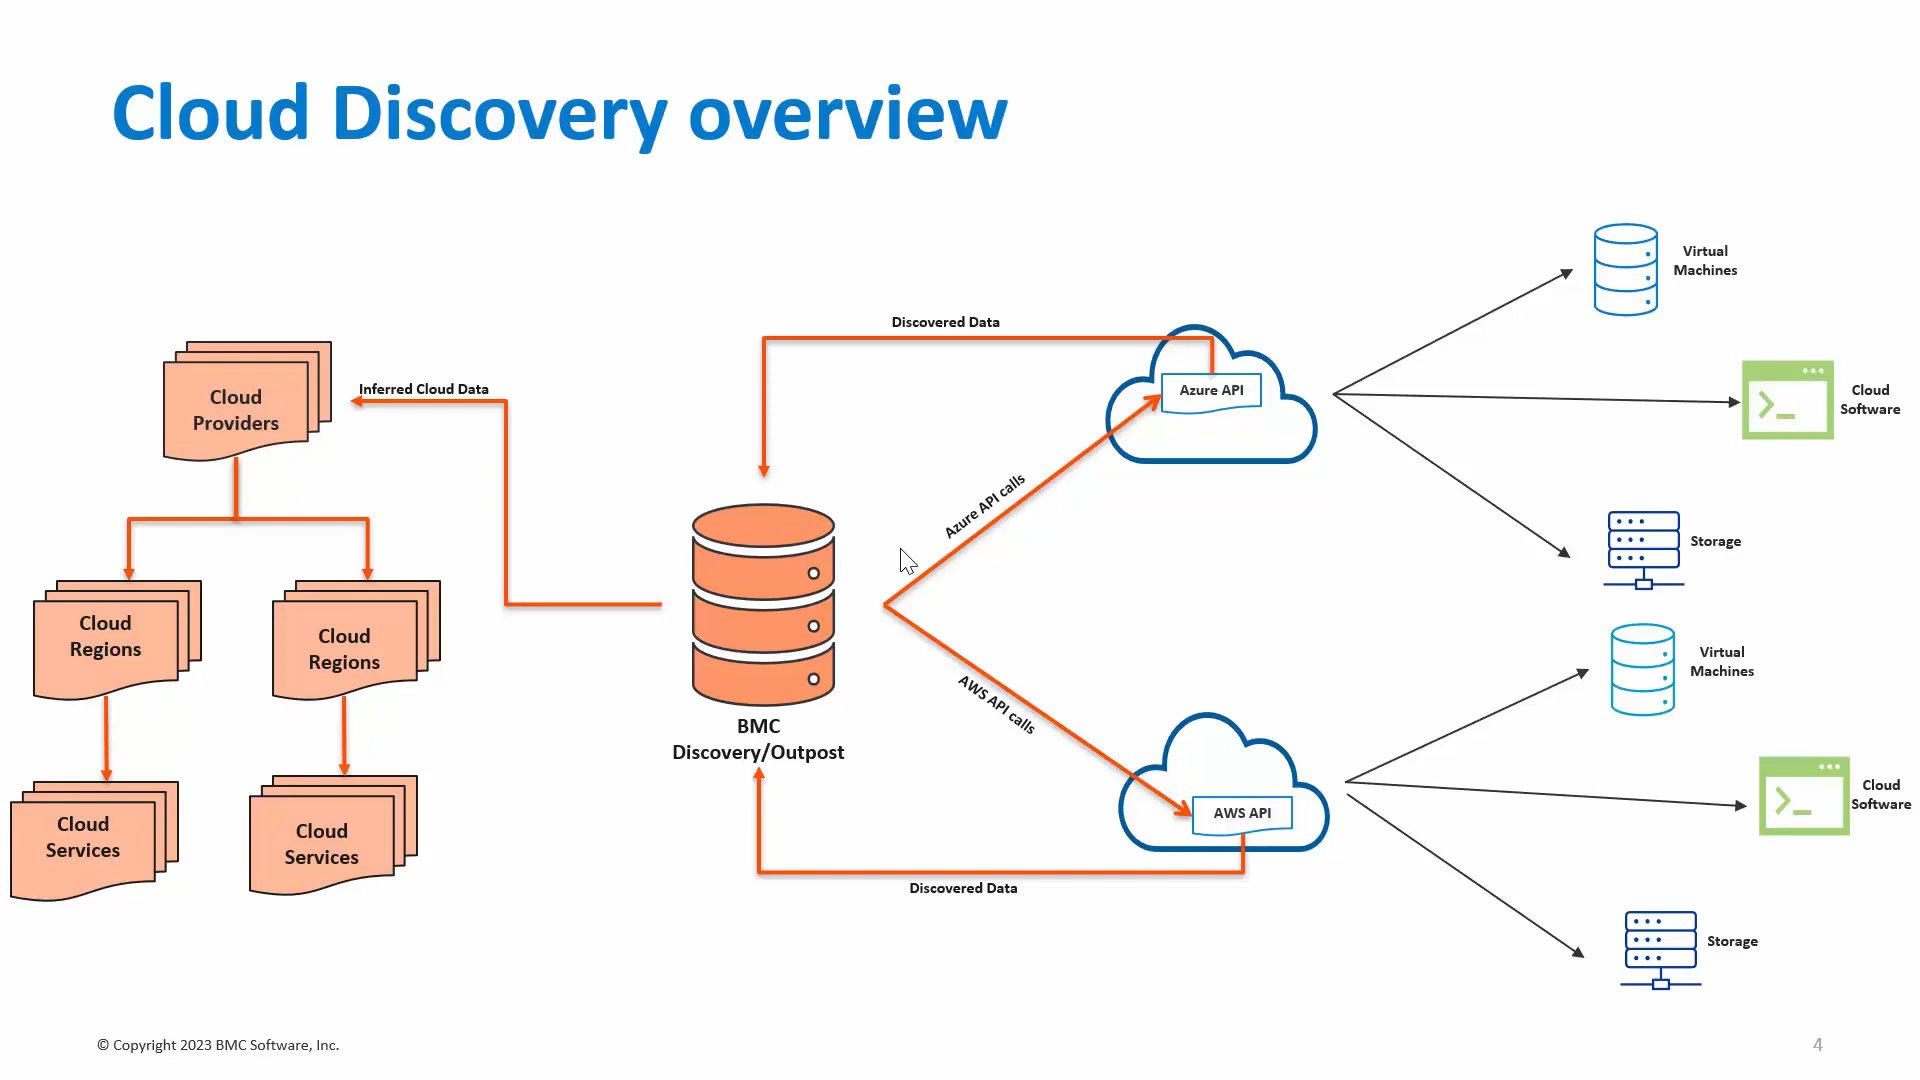 Cloud Discovery overview
Virtual
Machines
Discovered Data
Azure API
Cloud
Software
Inferred Cloud Data
Cloud
Providers
Azure API calls
Storage
Cloud
Regions
Cloud
Regions
Virtual
Machines
AWS API calls
BMC
Discovery/Outpost
AWS API
Cloud
Software
Cloud
Services
Cloud
Services
Discovered Data
Storage
© Copyright 2023 BMC Software, Inc.
4